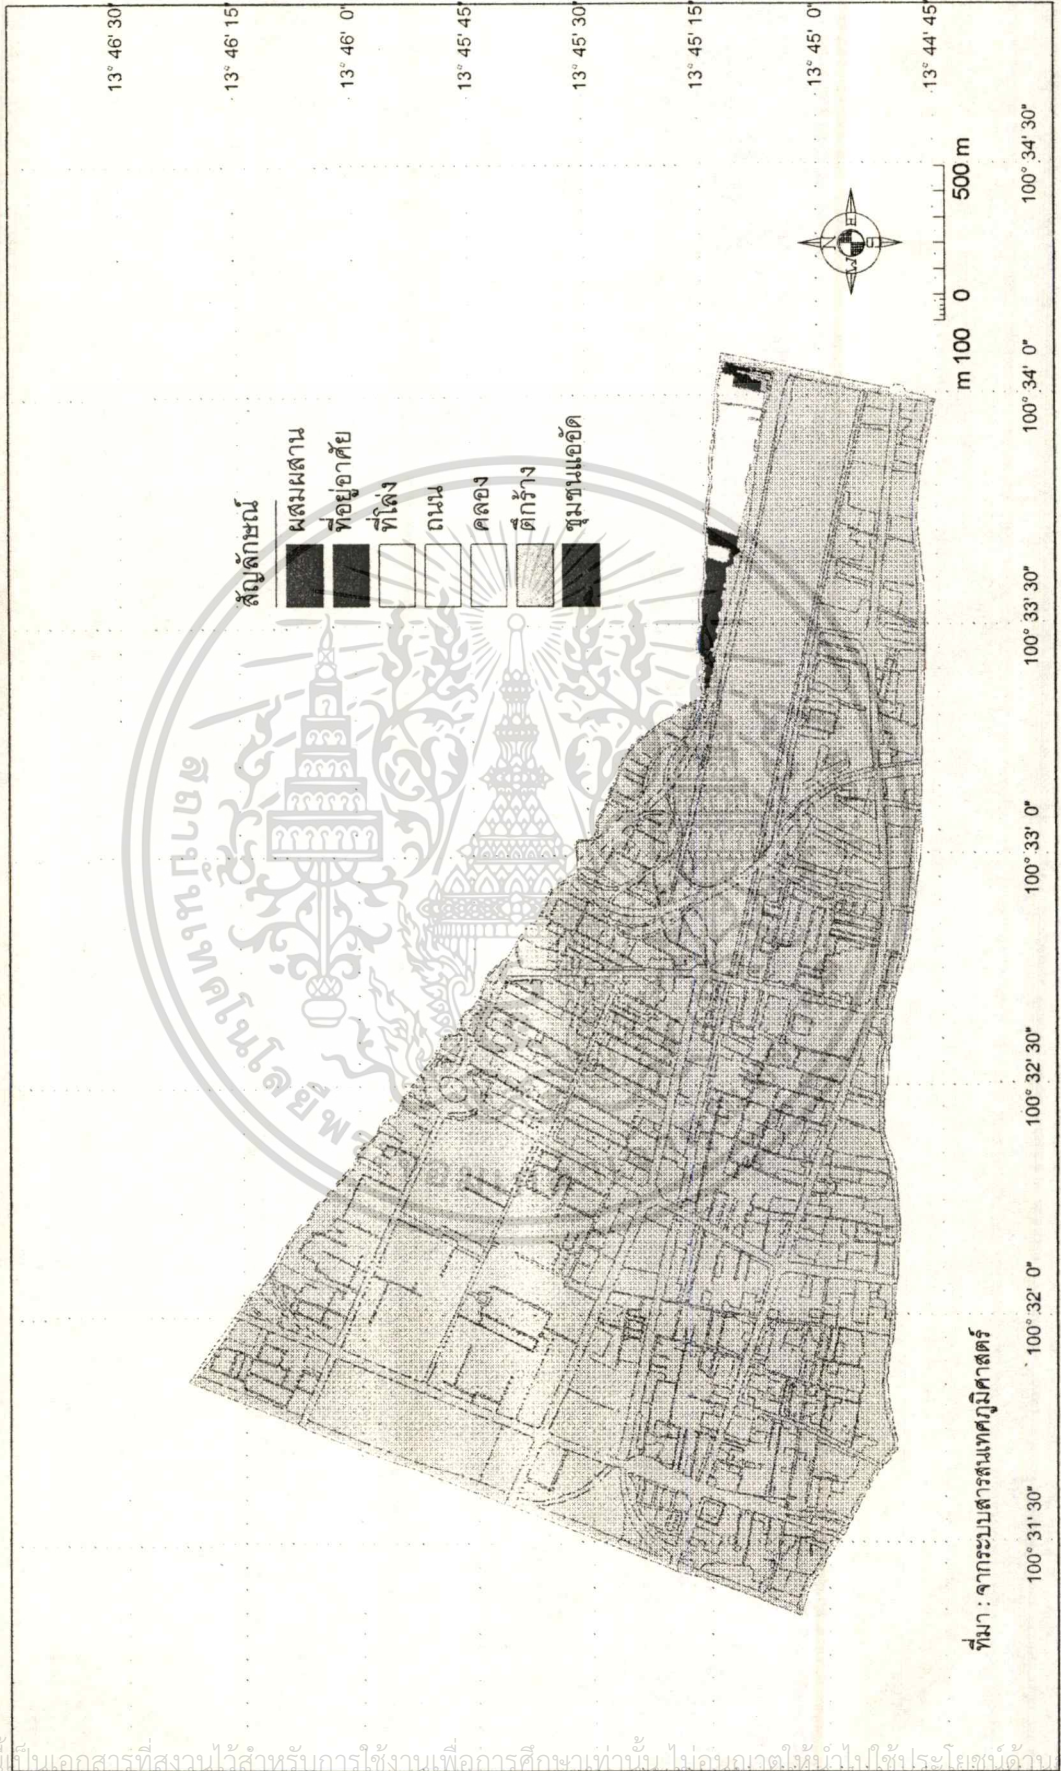 สัญลักษณ์
ผสมผสาน
ที่อยู่อาศัย
ที่โล่ง
ถนน
คลอง
ตึกร้าง
ชุมชนแออัด
13° 46' 30"
13° 46' 15"
13° 46' 0"
13° 45' 45"
13° 45' 30"
13° 45' 15"
13° 45' 0"
13° 44' 45"
N
W
E
m 100 0 500 m
100° 31' 30"
100° 32' 0"
100° 32' 30"
100° 33' 0"
100° 33' 30"
100° 34' 0"
100° 34' 30"
ที่มา : จากระบบสารสนเทศภูมิศาสตร์
เป็นเอกสารที่สงวนไว้สำหรับการใช้งานเพื่อการศึกษาเท่านั้น ไม่อนุญาตให้นำไปใช้ประโยชน์ด้าน